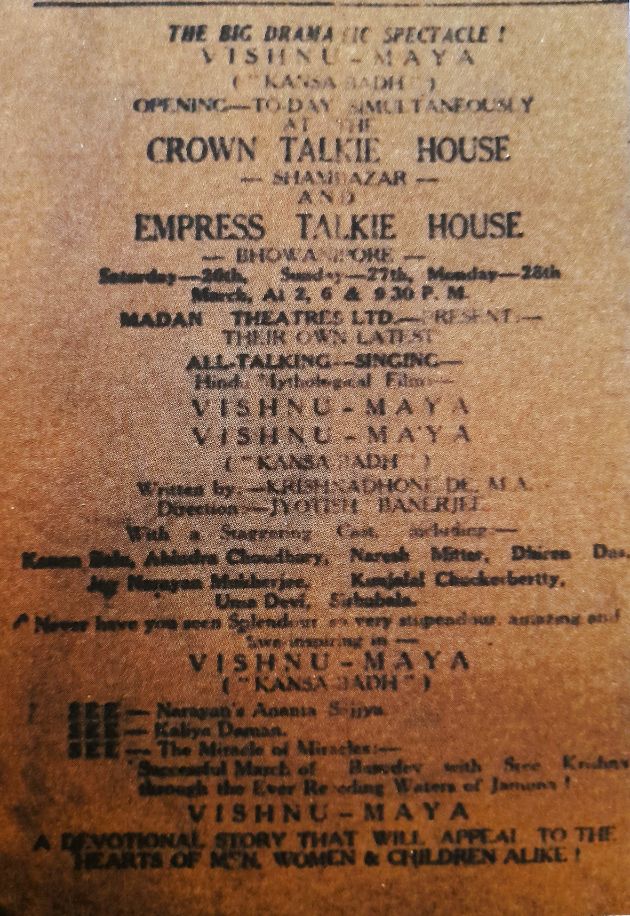 THE BIG DRAMATIC SPECTACLE !
VISHNU - MAYA
( "KANSA BADH" )
OPENING—TO-DAY SIMULTANEOUSLY
AT THE
CROWN TALKIE HOUSE
— SHAMBAZAR —
AND
EMPRESS TALKIE HOUSE
— BHOWANIPORE —
Saturday—26th, Sunday—27th, Monday—28th
March, At 2, 6 & 9-30 P. M.
MADAN THEATRES LTD.—PRESENT:—
THEIR OWN LATEST
ALL-TALKING—SINGING—
Hindu Mythological Film:—
VISHNU - MAYA
VISHNU - MAYA
( "KANSA BADH" )
Written by:—KRISHNADHONE DE, M.A.
Direction:—JYOTISH BANERJEE
With a Staggering Cast, including:—
Kanan Bala, Ahindra Choudhury, Naresh Mitter, Dhiren Das,
Joy Narayan Mukherjee, Kunjalal Chuckerbertty,
Uma Devi, Sishubala.
Never have you seen Splendour so very stupendous, amazing and
awe-inspiring in —
VISHNU - MAYA
( "KANSA BADH" )
SEE — Narayan's Ananta Sajjya.
SEE — Kaliya Daman.
SEE — The Miracle of Miracles:—
Successful March of Basudev with Sree Krishna
through the Ever Receding Waters of Jamuna !
VISHNU - MAYA
A DEVOTIONAL STORY THAT WILL APPEAL TO THE
HEARTS OF MEN, WOMEN & CHILDREN ALIKE !